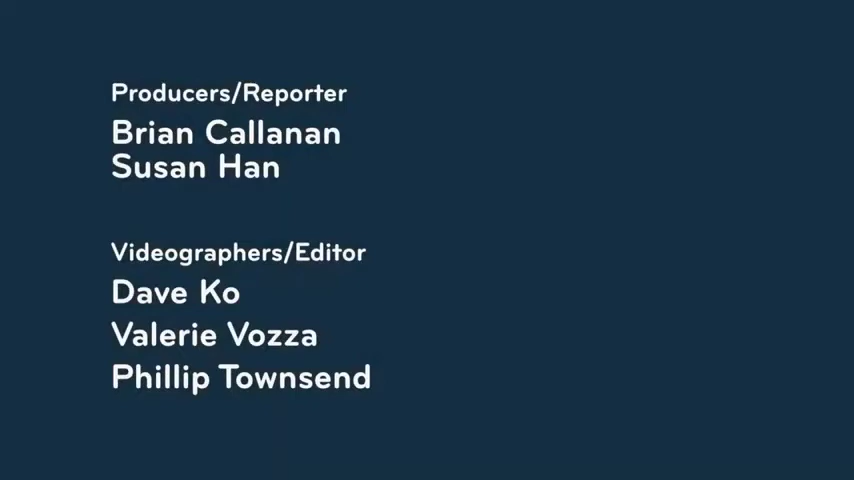 Producers/Reporter
Brian Callanan
Susan Han
Videographers/Editor
Dave Ko
Valerie Vozza
Phillip Townsend